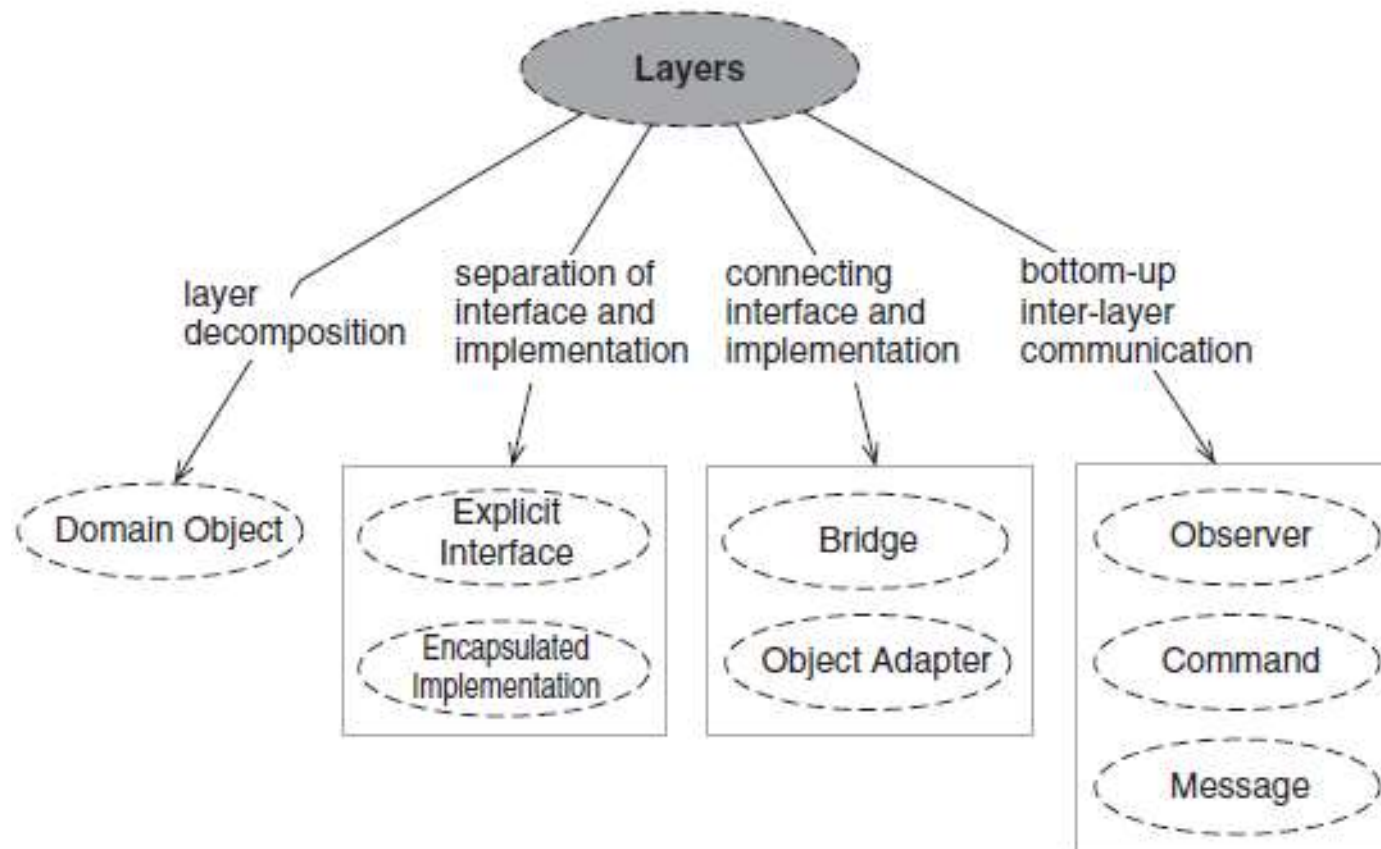 Layers
layer
decomposition
separation of
interface and
implementation
connecting
interface and
implementation
bottom-up
inter-layer
communication
Domain Object
Explicit
Interface
Encapsulated
Implementation
Bridge
Object Adapter
Observer
Command
Message